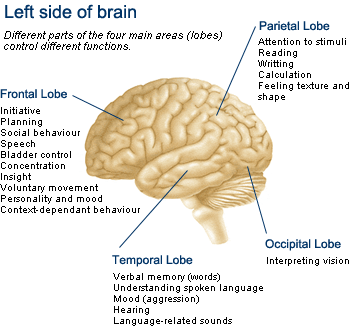 Left side of brain
Different parts of the four main areas (lobes)
control different functions.
Parietal Lobe
Attention to stimuli
Reading
Writting
Calculation
Feeling texture and
shape
Frontal Lobe
Initiative
Planning
Social behaviour
Speech
Bladder control
Concentration
Insight
Voluntary movement
Personality and mood
Context-dependant behaviour
Temporal Lobe
Verbal memory (words)
Understanding spoken language
Mood (aggression)
Hearing
Language-related sounds
Occipital Lobe
Interpreting vision